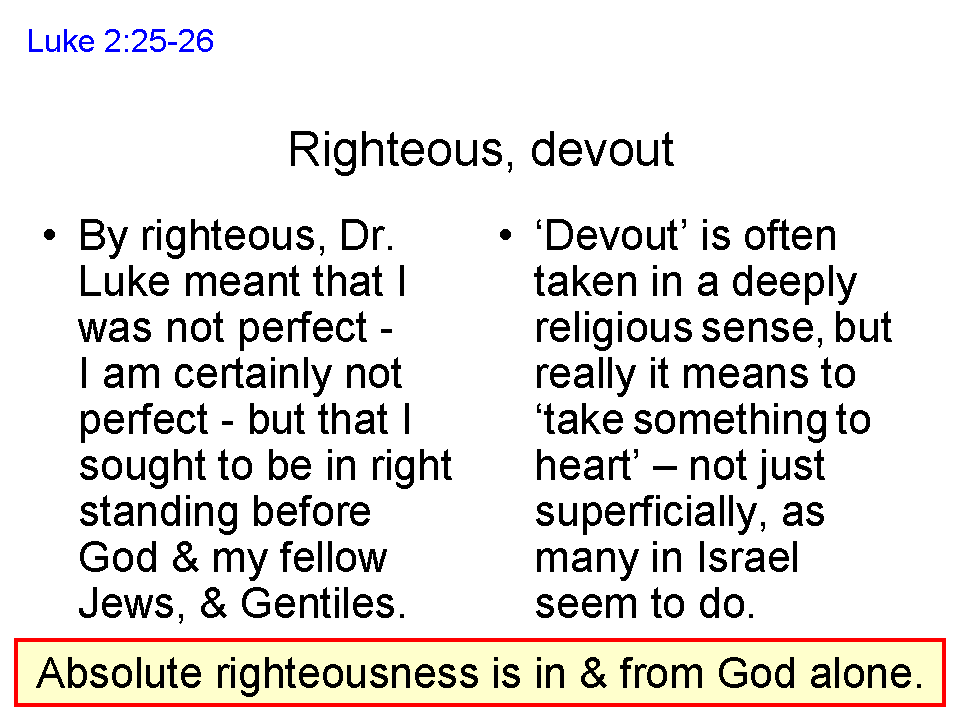 Luke 2:25-26
Righteous, devout
• By righteous, Dr.
Luke meant that I
was not perfect -
I am certainly not
perfect - but that I
sought to be in right
standing before
God & my fellow
Jews, & Gentiles.
• ‘Devout’ is often
taken in a deeply
religious sense, but
really it means to
‘take something to
heart’ – not just
superficially, as
many in Israel
seem to do.
Absolute righteousness is in & from God alone.